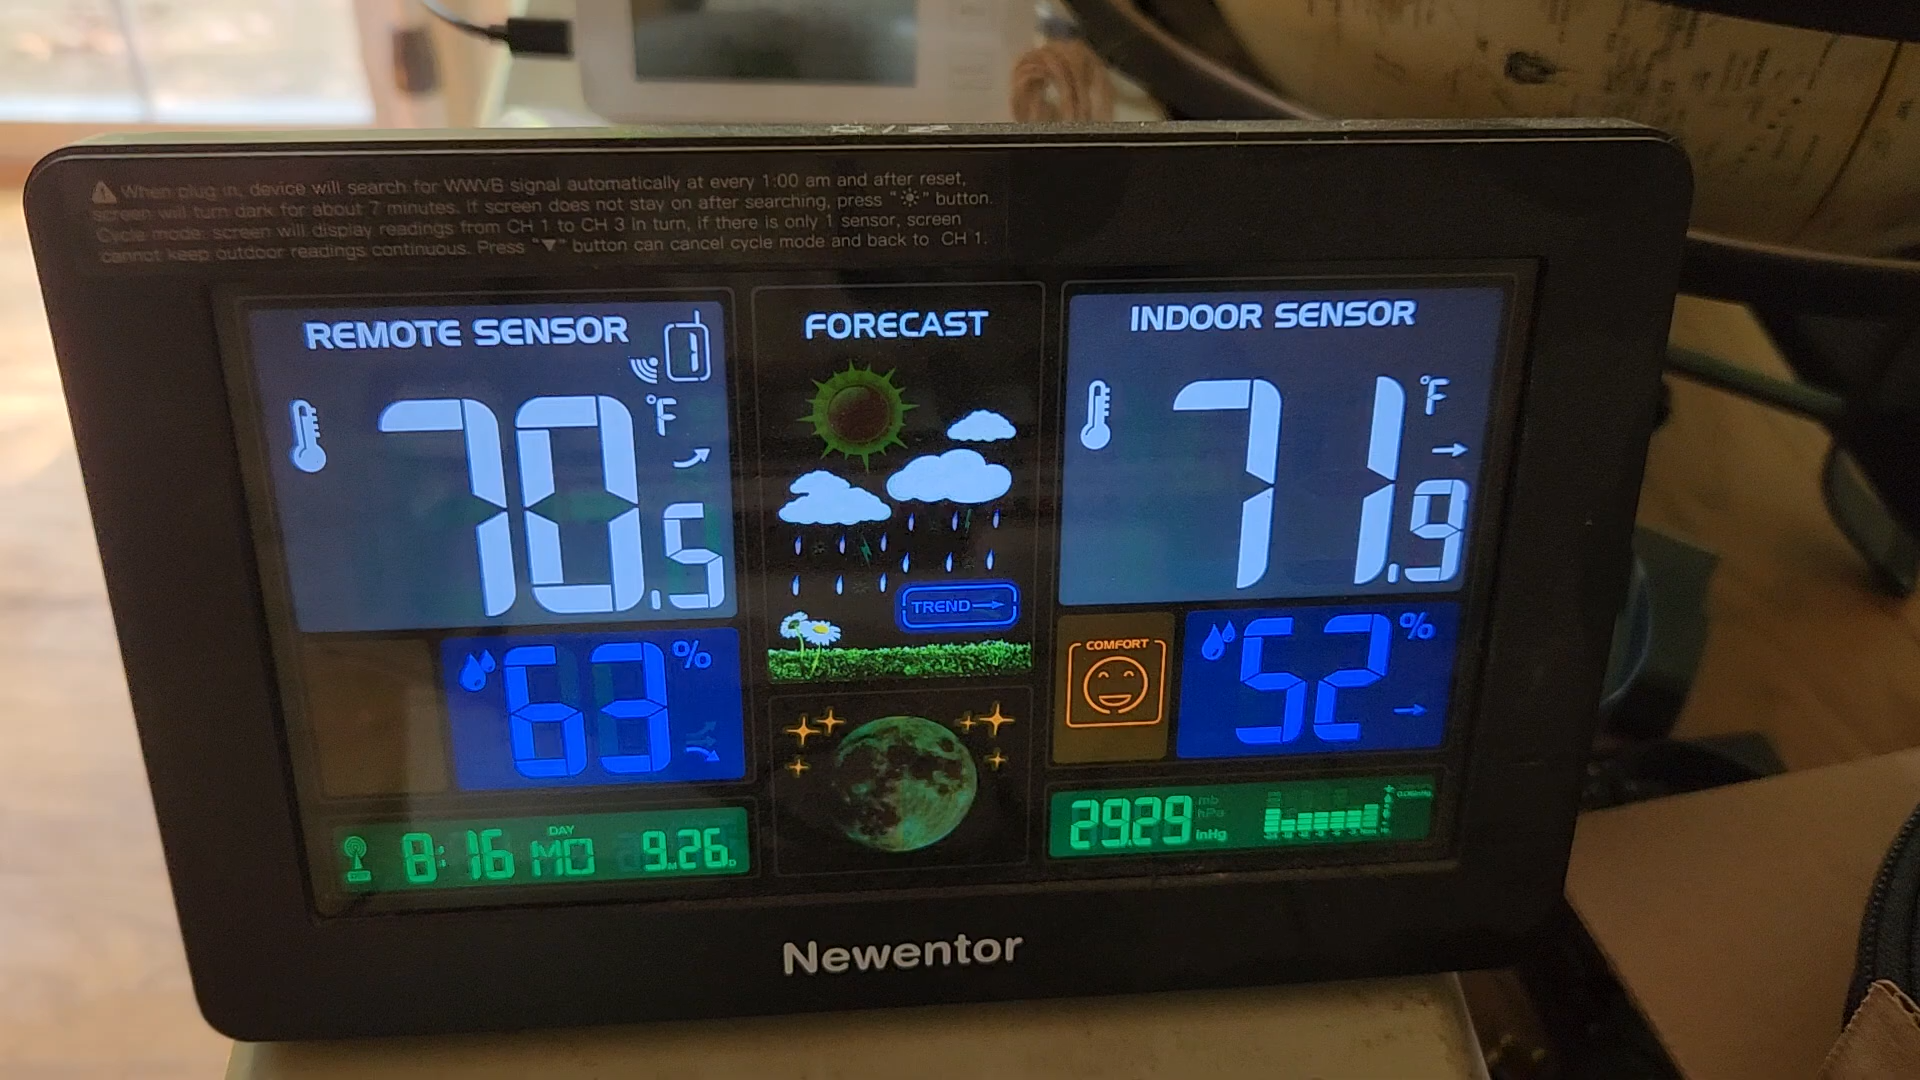 When plug in, device will search for WWVB signal automatically at every 1:00 am and after reset,
screen will turn dark for about 7 minutes. If screen does not stay on after searching, press "☀" button.
Cycle mode: screen will display readings from CH 1 to CH 3 in turn, if there is only 1 sensor, screen
cannot keep outdoor readings continuous. Press "▼" button can cancel cycle mode and back to CH 1.
REMOTE SENSOR
1
70.5 °F
63 %
8:16 DAY MO 9.M 26.D
FORECAST
TREND
INDOOR SENSOR
71.9 °F
COMFORT
52 %
29.29 mb hPa inHg
Newentor